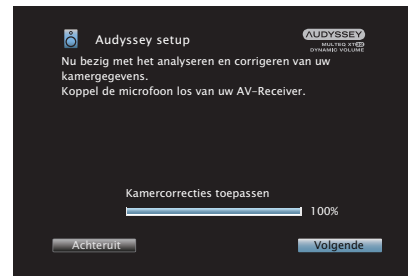 Audyssey setup
AUDYSSEY
MULTEQ XT32
DYNAMIC VOLUME
Nu bezig met het analyseren en corrigeren van uw
kamergegevens.
Koppel de microfoon los van uw AV-Receiver.
Kamercorrecties toepassen
100%
Achteruit
Volgende